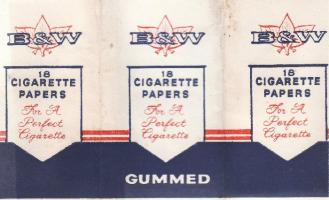 B&W
18
CIGARETTE
PAPERS
For A
Perfect
Cigarette
B&W
18
CIGARETTE
PAPERS
For A
Perfect
Cigarette
B&W
18
CIGARETTE
PAPERS
For A
Perfect
Cigarette
GUMMED